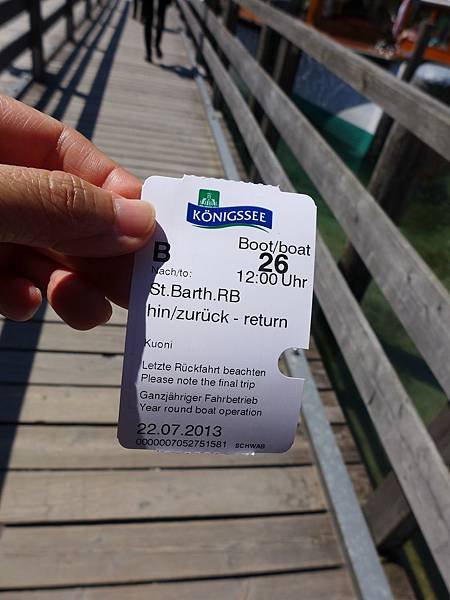 KÖNIGSSEE
Boot/boat
B 26
Nach/to: 12:00 Uhr
St.Barth.RB
hin/zurück - return
Kuoni
Letzte Rückfahrt beachten
Please note the final trip
Ganzjähriger Fahrbetrieb
Year round boat operation
22.07.2013
0000007052751581 SCHWAB